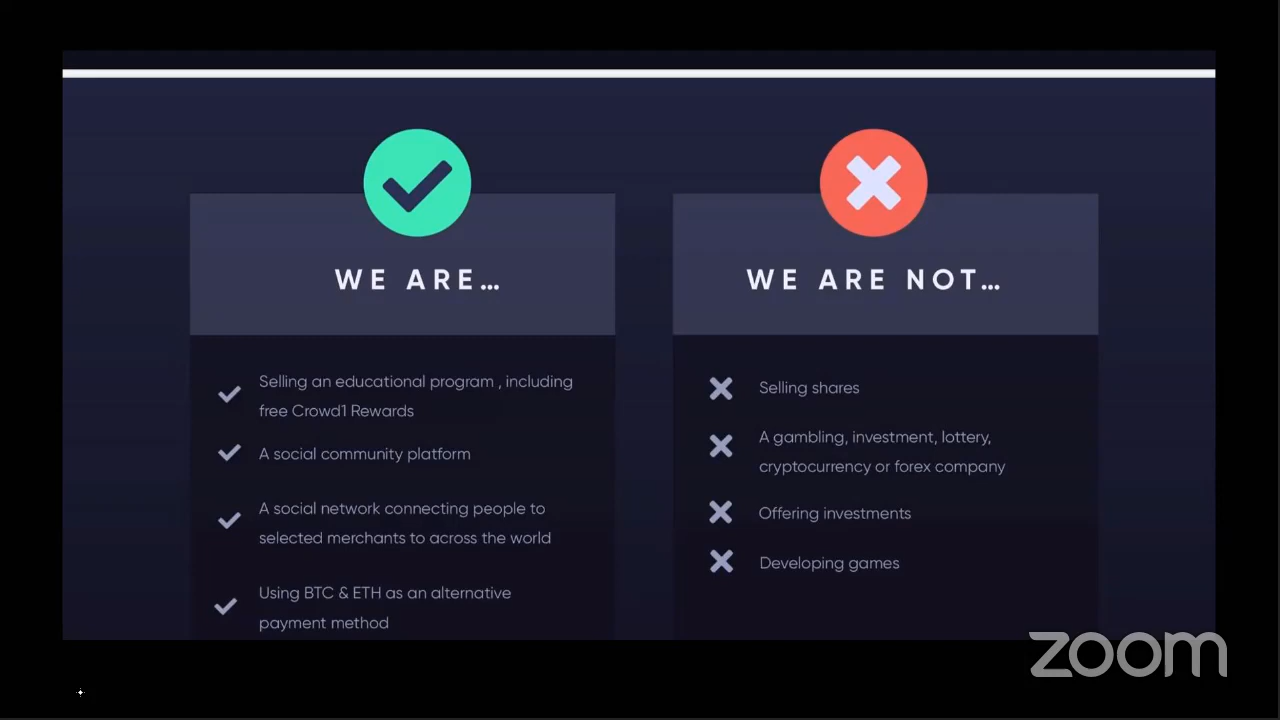 WE ARE…
Selling an educational program , including
free Crowd1 Rewards
A social community platform
A social network connecting people to
selected merchants to across the world
Using BTC & ETH as an alternative
payment method
WE ARE NOT…
Selling shares
A gambling, investment, lottery,
cryptocurrency or forex company
Offering investments
Developing games
zoom